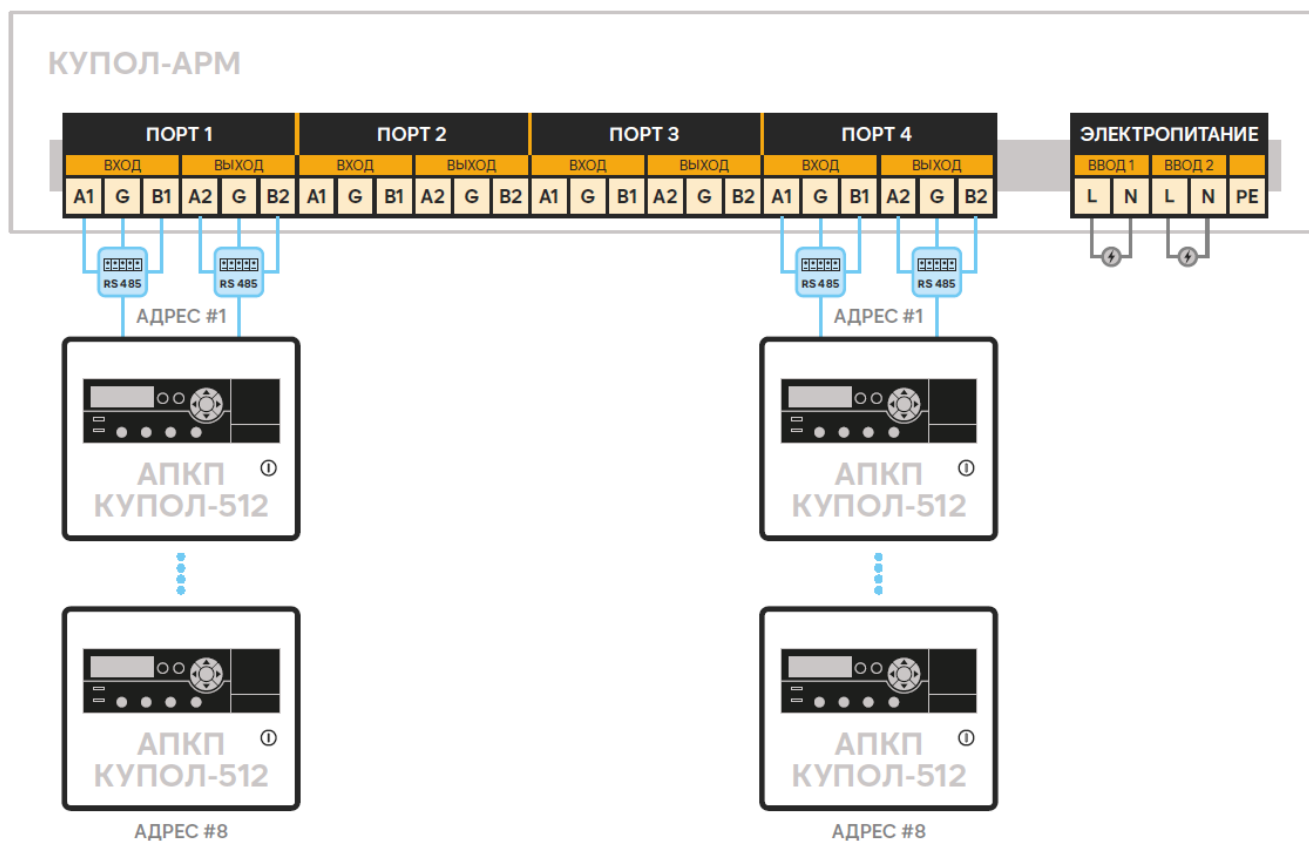 КУПОЛ-АРМ
ПОРТ 1 ПОРТ 2 ПОРТ 3 ПОРТ 4 ЭЛЕКТРОПИТАНИЕ
ВХОД ВЫХОД ВХОД ВЫХОД ВХОД ВЫХОД ВХОД ВЫХОД ВВОД 1 ВВОД 2
A1 G B1 A2 G B2 A1 G B1 A2 G B2 A1 G B1 A2 G B2 A1 G B1 A2 G B2 L N L N PE
RS 485 RS 485 RS 485 RS 485
АДРЕС #1 АДРЕС #1
АПКП АПКП
КУПОЛ-512 КУПОЛ-512
АПКП АПКП
КУПОЛ-512 КУПОЛ-512
АДРЕС #8 АДРЕС #8